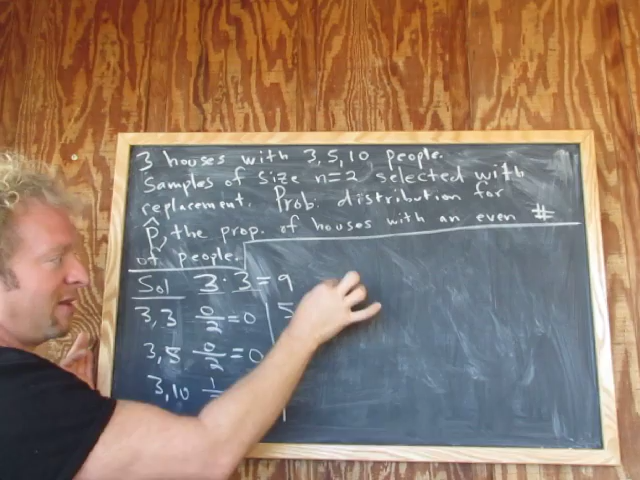 3 houses with 3,5,10 people.
Samples of size n=2 selected with
replacement. Prob. distribution for
P̂, the prop. of houses with an even #
of people.
Sol 3·3=9
3,3 0/2=0 5
3,5 0/2=0
3,10 1/